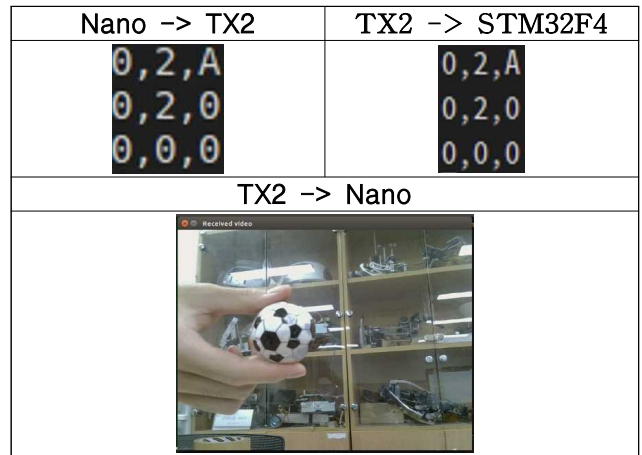 Nano -> TX2
TX2 -> STM32F4
0,2,A
0,2,0
0,0,0
0,2,A
0,2,0
0,0,0
TX2 -> Nano
Received video